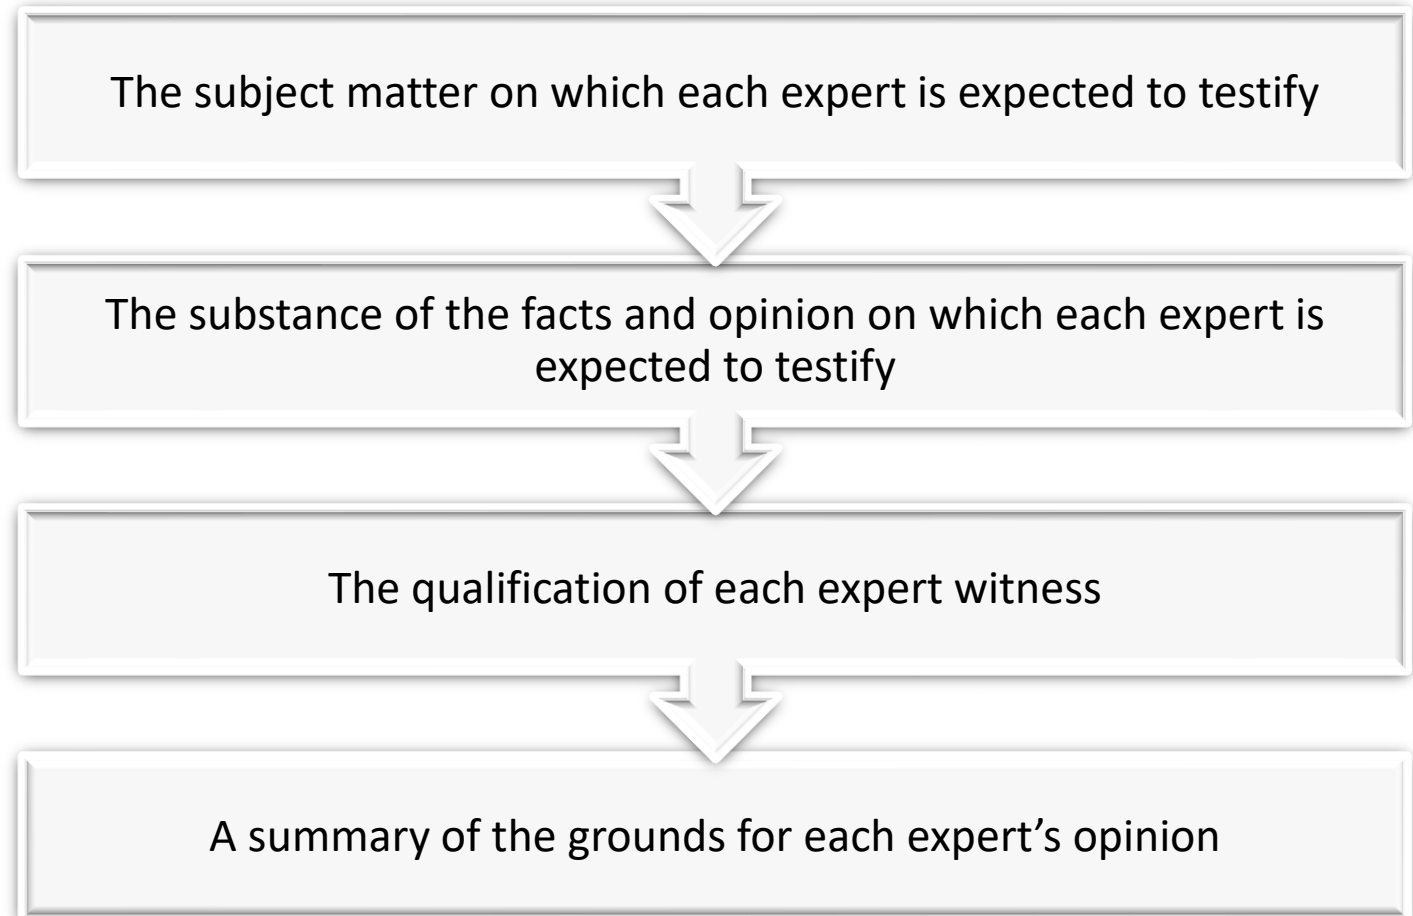 The subject matter on which each expert is expected to testify
The substance of the facts and opinion on which each expert is
expected to testify
The qualification of each expert witness
A summary of the grounds for each expert’s opinion